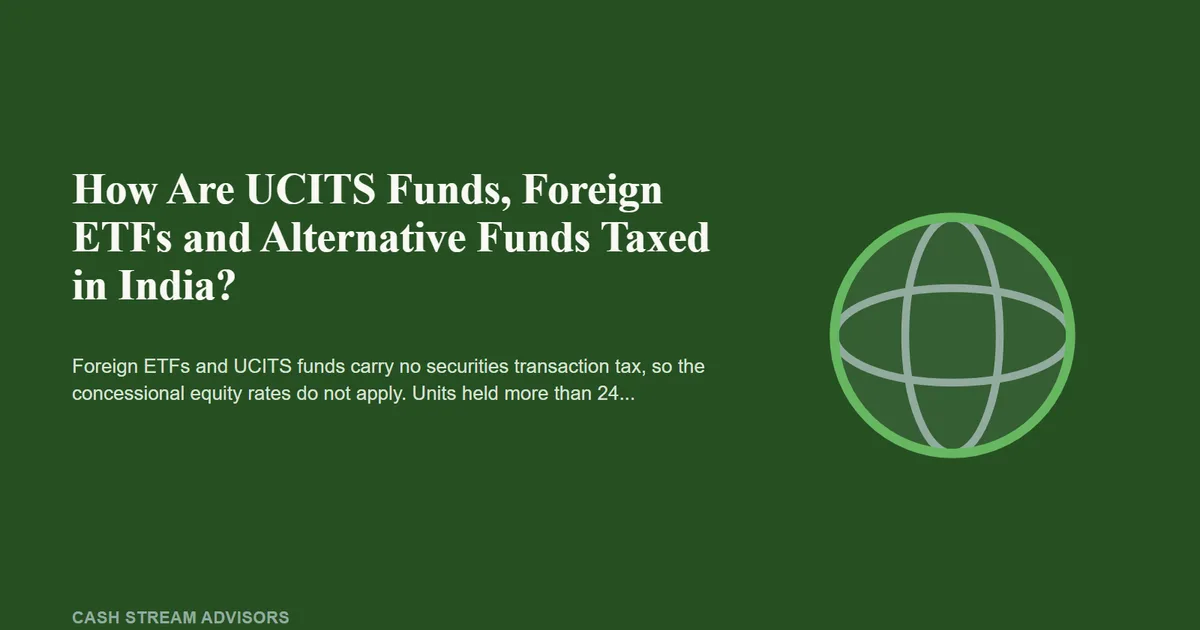 How Are UCITS Funds, Foreign
ETFs and Alternative Funds Taxed
in India?
Foreign ETFs and UCITS funds carry no securities transaction tax, so the
concessional equity rates do not apply. Units held more than 24...
CASH STREAM ADVISORS